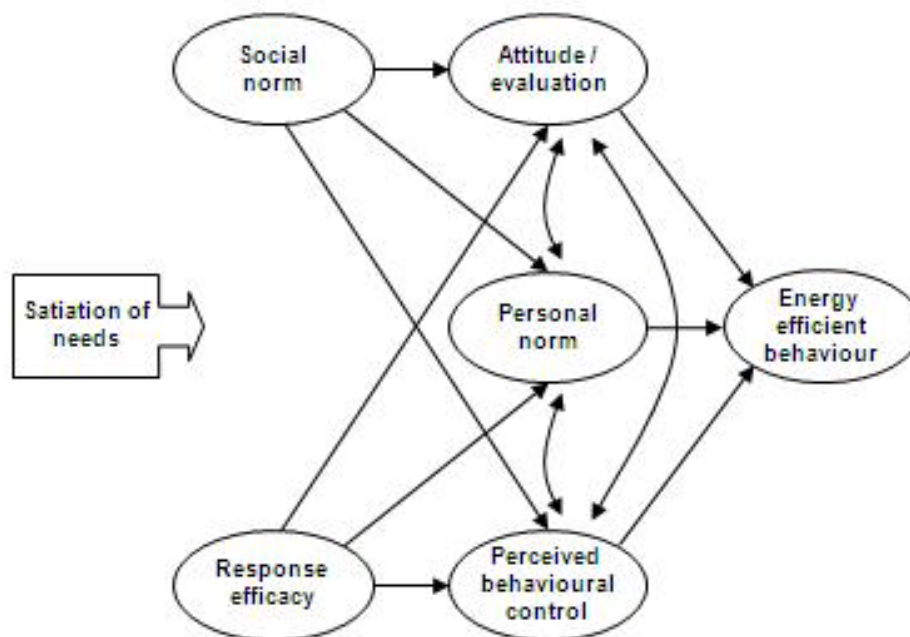 Social
norm
Attitude /
evaluation
Satiation of
needs
Personal
norm
Energy
efficient
behaviour
Response
efficacy
Perceived
behavioural
control